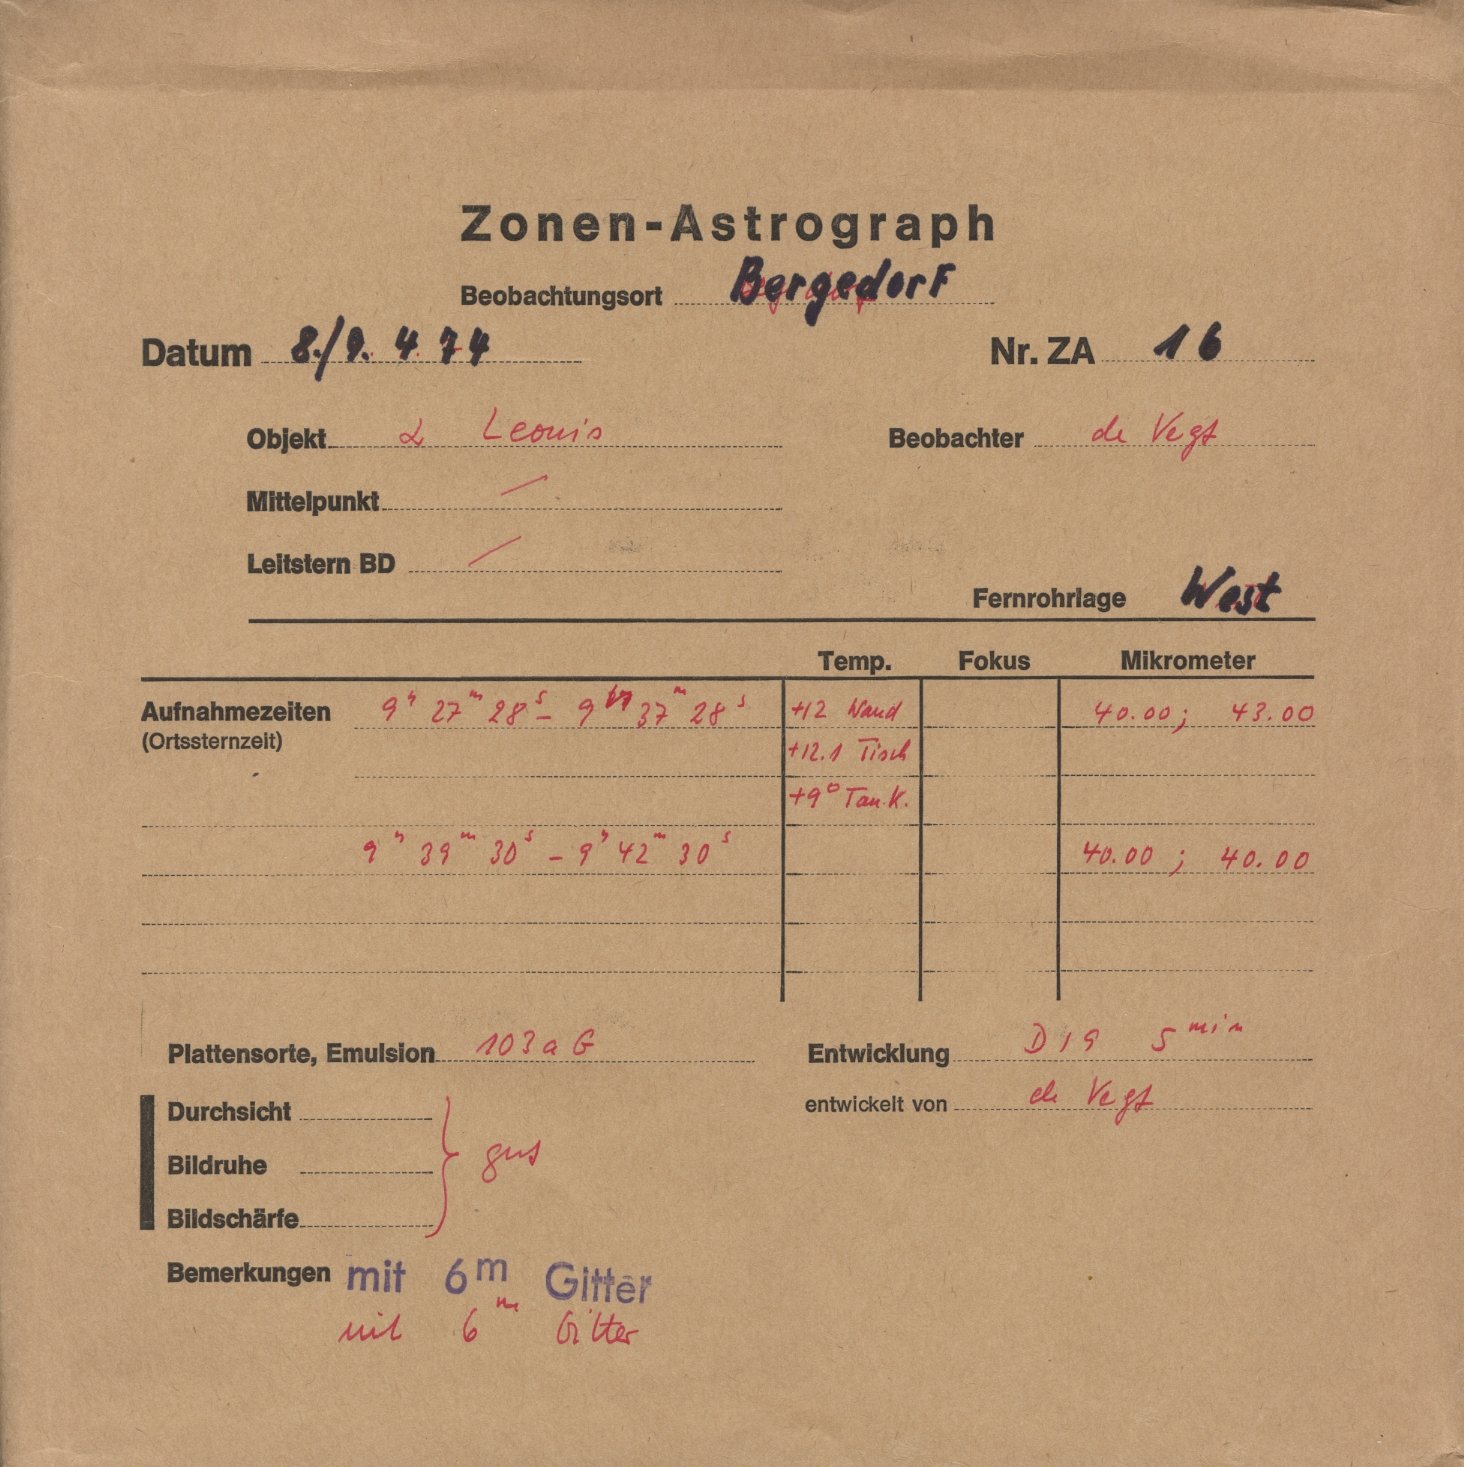 Zonen-Astrograph
Beobachtungsort Bergedorf
Datum 8./9. 4. 74 Nr. ZA 16
Objekt α Leonis Beobachter de Vegt
Mittelpunkt /
Leitstern BD /
Fernrohrlage West
Temp. Fokus Mikrometer
Aufnahmezeiten 9h 27m 28s – 9h 37m 28s +12 Wand 40.00; 43.00
(Ortssternzeit) +12.1 Tisch
+9° Tan.K.
9h 39m 30s – 9h 42m 30s 40.00 ; 40.00
Plattensorte, Emulsion 103a G Entwicklung D19 5 min
entwickelt von de Vegt
Durchsicht
Bildruhe } gut
Bildschärfe
Bemerkungen mit 6m Gitter
mit 6m Gitter